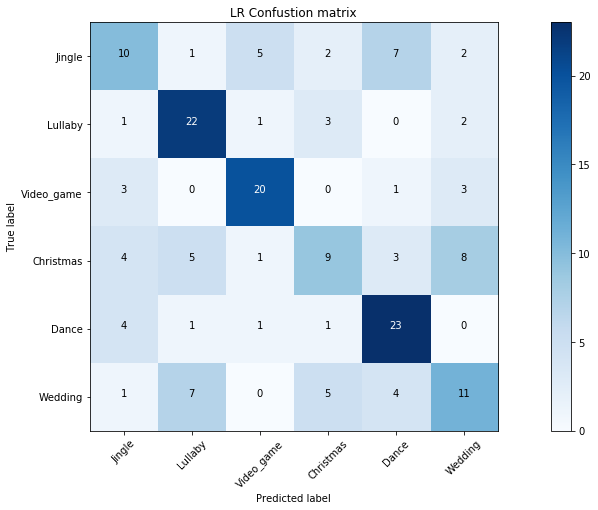 LR Confustion matrix
True label
Jingle 10 1 5 2 7 2
Lullaby 1 22 1 3 0 2
Video_game 3 0 20 0 1 3
Christmas 4 5 1 9 3 8
Dance 4 1 1 1 23 0
Wedding 1 7 0 5 4 11
Jingle Lullaby Video_game Christmas Dance Wedding
Predicted label
20
15
10
5
0